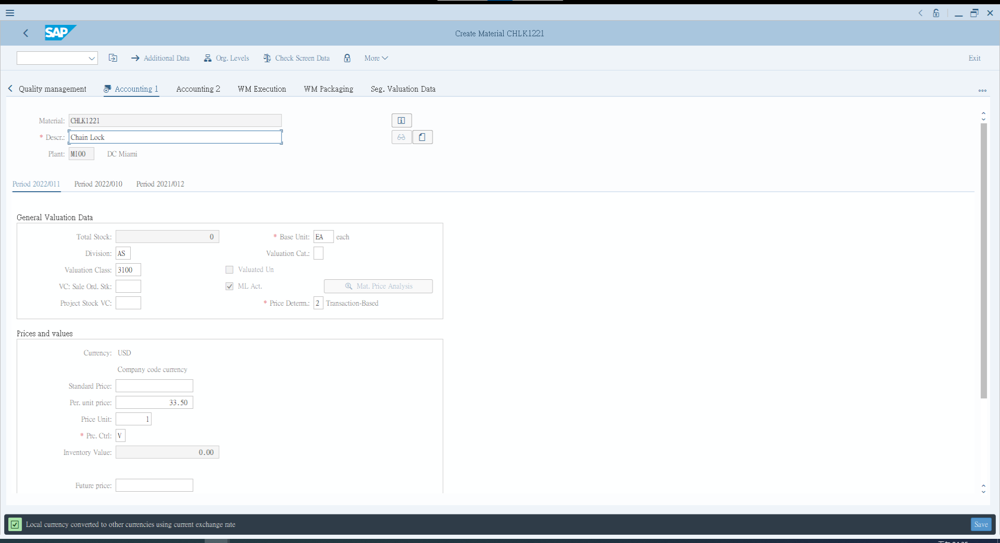 SAP
Create Material CHLK1221
Additional Data
Org. Levels
Check Screen Data
More
Exit
Quality management
Accounting 1
Accounting 2
WM Execution
WM Packaging
Seg. Valuation Data
Material: CHLK1221
* Descr.: Chain Lock
Plant: MI00 DC Miami
Period 2022/011
Period 2022/010
Period 2021/012
General Valuation Data
Total Stock: 0
* Base Unit: EA each
Division: AS
Valuation Cat.:
Valuation Class: 3100
Valuated Un
VC: Sale Ord. Stk:
ML Act.
Mat. Price Analysis
Project Stock VC:
* Price Determ.: 2 Transaction-Based
Prices and values
Currency: USD
Company code currency
Standard Price:
Per. unit price: 33.50
Price Unit: 1
* Prc. Ctrl: V
Inventory Value: 0.00
Future price:
Local currency converted to other currencies using current exchange rate
Save